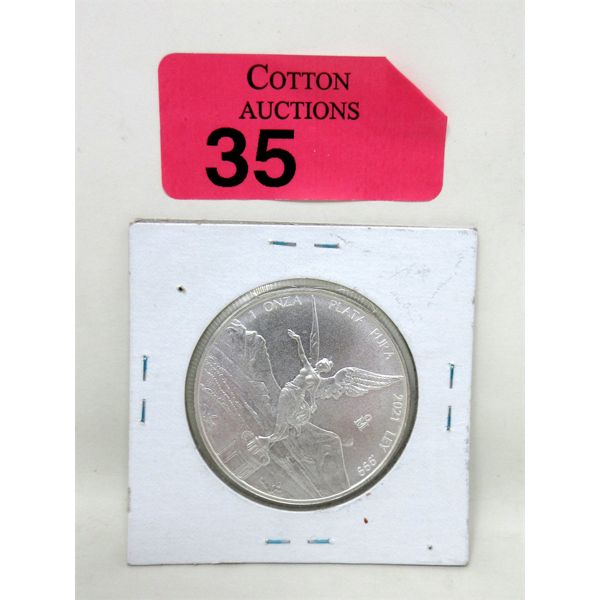 COTTON
AUCTIONS
35
1 ONZA PLATA PURA
2021 LEY .999